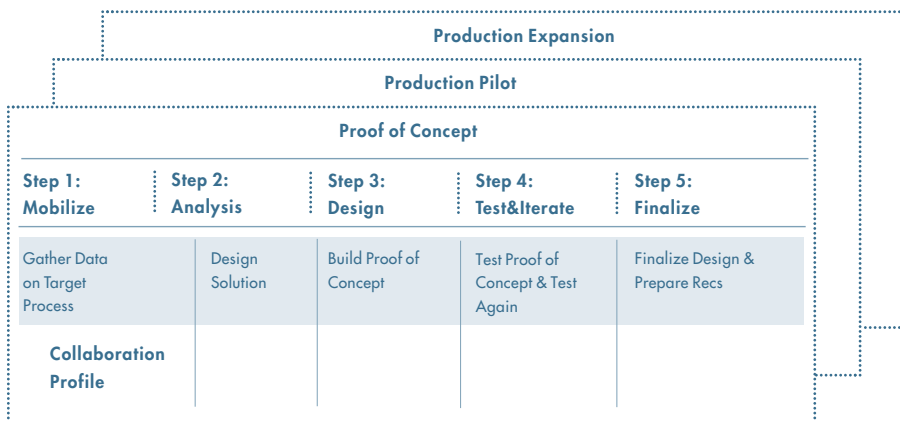 Production Expansion
Production Pilot
Proof of Concept
Step 1:
Mobilize
Step 2:
Analysis
Step 3:
Design
Step 4:
Test&Iterate
Step 5:
Finalize
Gather Data
on Target
Process
Design
Solution
Build Proof of
Concept
Test Proof of
Concept & Test
Again
Finalize Design &
Prepare Recs
Collaboration
Profile